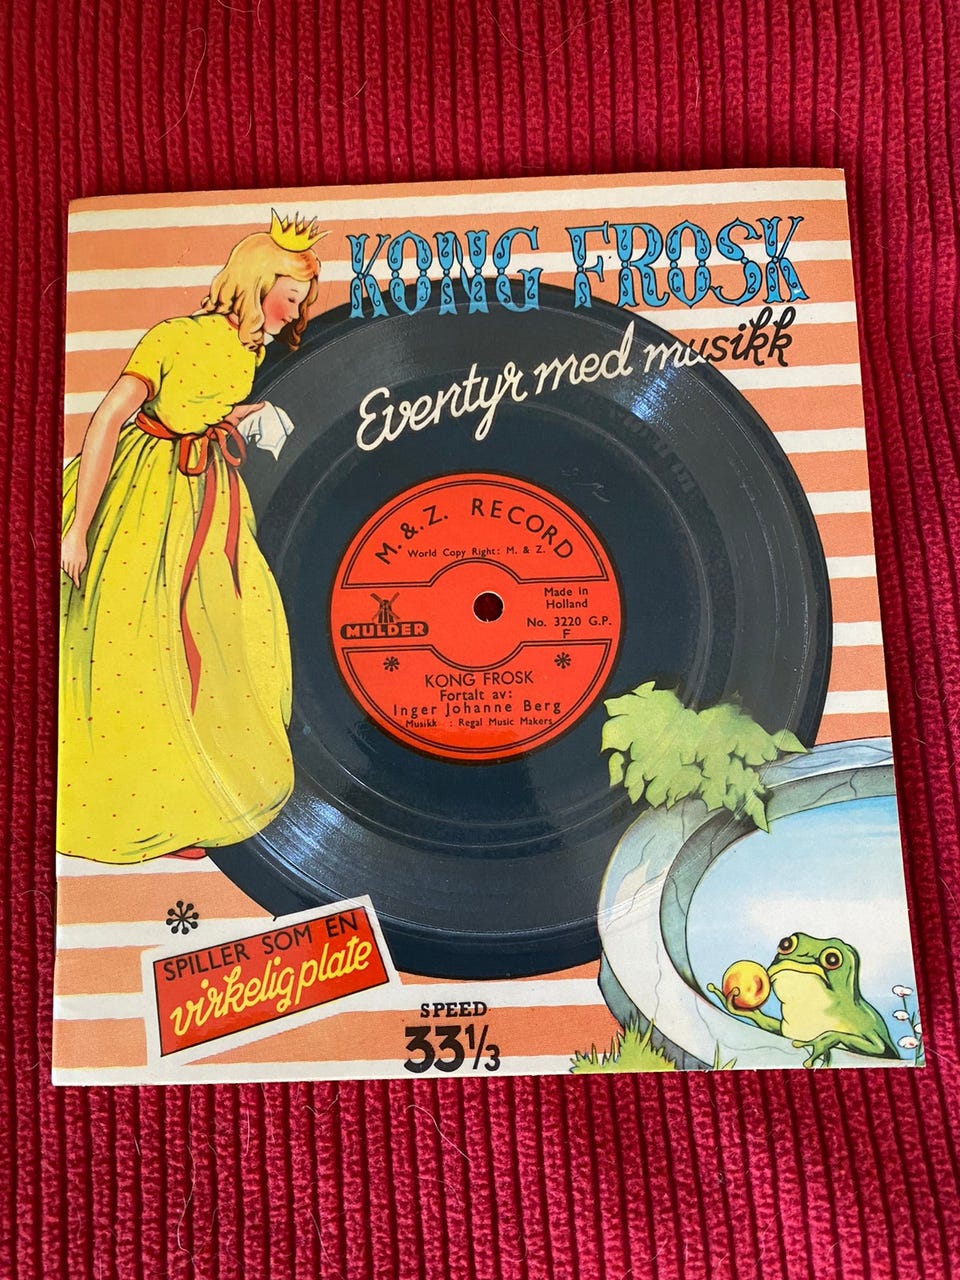 KONG FROSK
Eventyr med musikk
M. & Z. RECORD
World Copy Right: M. & Z.
Made in
Holland
No. 3220 G.P.
F
MULDER
KONG FROSK
Fortalt av:
Inger Johanne Berg
Musikk : Regal Music Makers
SPILLER SOM EN
virkelig plate
SPEED
33 1/3